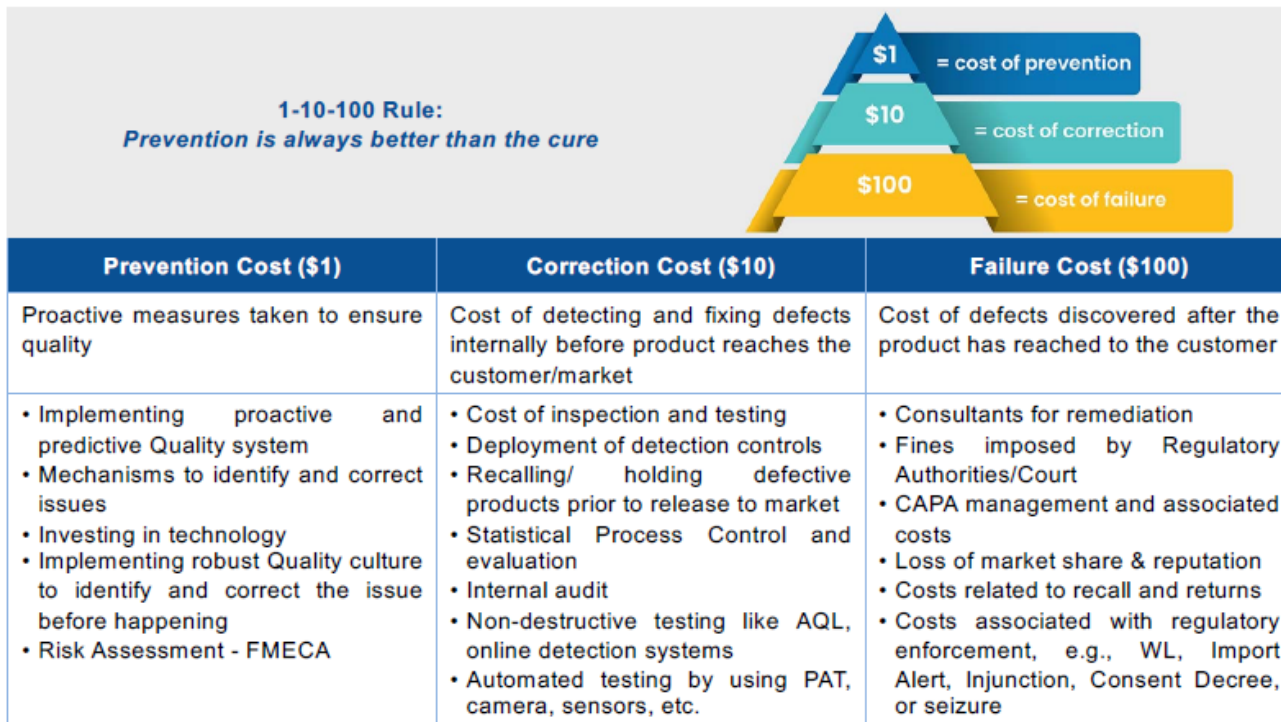 1-10-100 Rule:
Prevention is always better than the cure
$1
= cost of prevention
$10
= cost of correction
$100
= cost of failure
Prevention Cost ($1)
Correction Cost ($10)
Failure Cost ($100)
Proactive measures taken to ensure
quality
Cost of detecting and fixing defects
internally before product reaches the
customer/market
Cost of defects discovered after the
product has reached to the customer
• Implementing proactive and
predictive Quality system
• Mechanisms to identify and correct
issues
• Investing in technology
• Implementing robust Quality culture
to identify and correct the issue
before happening
• Risk Assessment - FMECA
• Cost of inspection and testing
• Deployment of detection controls
• Recalling/ holding defective
products prior to release to market
• Statistical Process Control and
evaluation
• Internal audit
• Non-destructive testing like AQL,
online detection systems
• Automated testing by using PAT,
camera, sensors, etc.
• Consultants for remediation
• Fines imposed by Regulatory
Authorities/Court
• CAPA management and associated
costs
• Loss of market share & reputation
• Costs related to recall and returns
• Costs associated with regulatory
enforcement, e.g., WL, Import
Alert, Injunction, Consent Decree,
or seizure